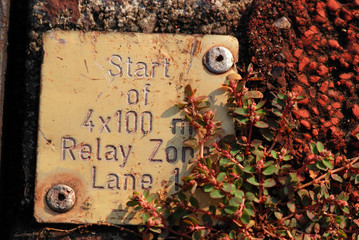 Start
of
4x100 m
Relay Zon
Lane 1